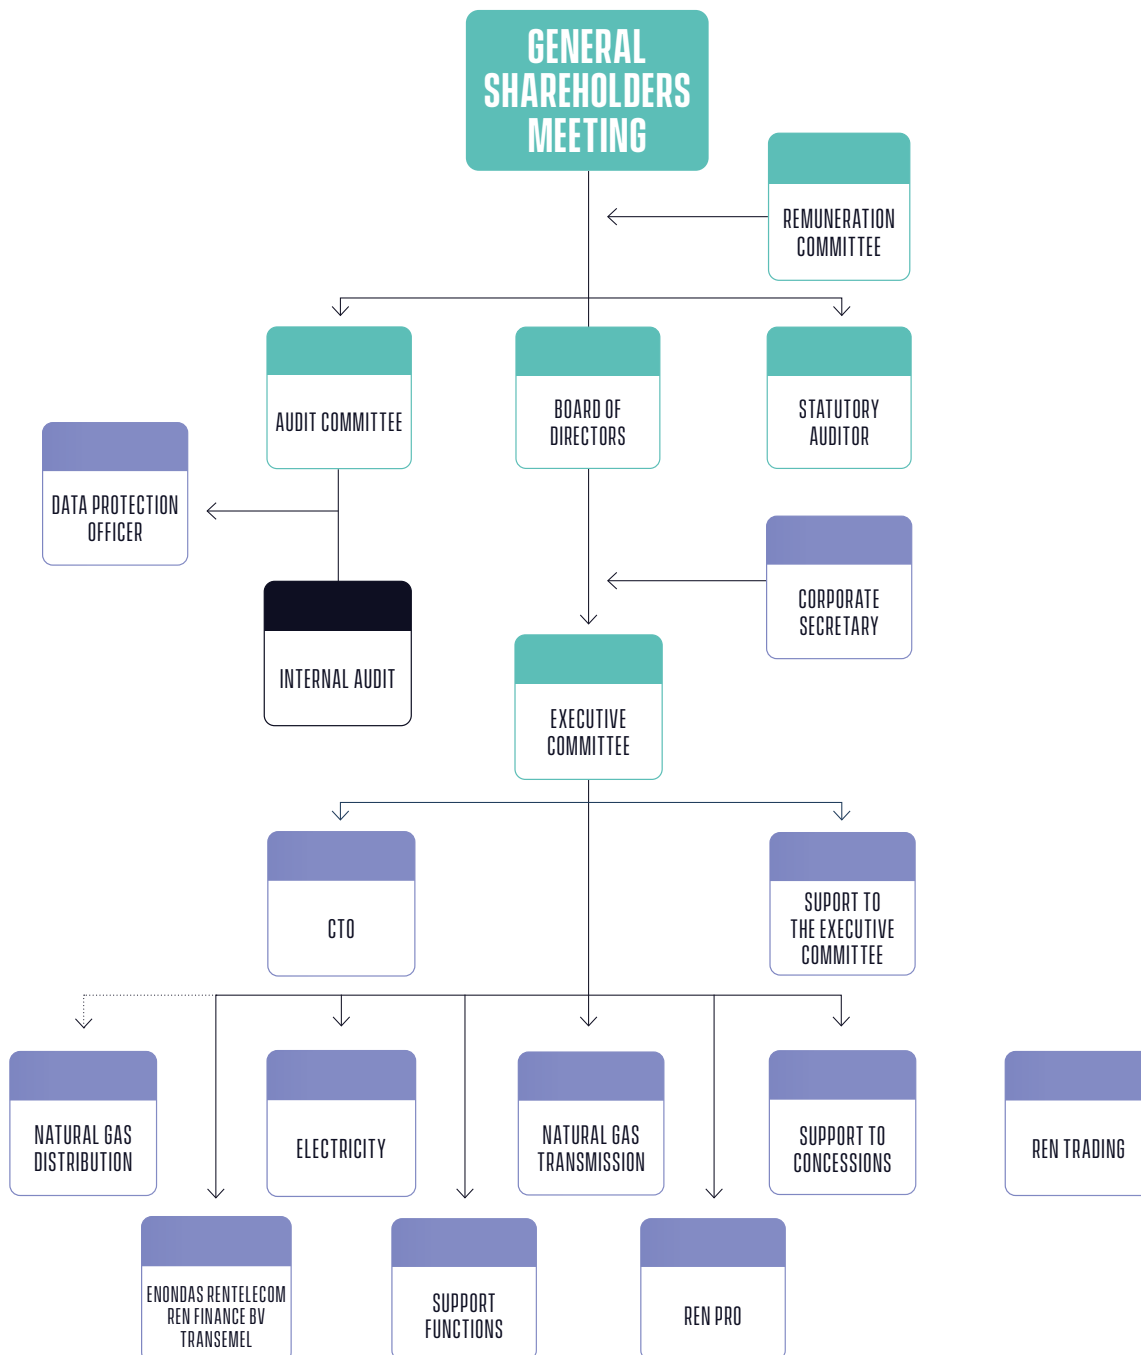 GENERAL
SHAREHOLDERS
MEETING
REMUNERATION
COMMITTEE
AUDIT COMMITTEE
BOARD OF
DIRECTORS
STATUTORY
AUDITOR
DATA PROTECTION
OFFICER
CORPORATE
SECRETARY
INTERNAL AUDIT
EXECUTIVE
COMMITTEE
CTO
SUPORT TO
THE EXECUTIVE
COMMITTEE
NATURAL GAS
DISTRIBUTION
ELECTRICITY
NATURAL GAS
TRANSMISSION
SUPPORT TO
CONCESSIONS
REN TRADING
ENONDAS RENTELECOM
REN FINANCE BV
TRANSEMEL
SUPPORT
FUNCTIONS
REN PRO